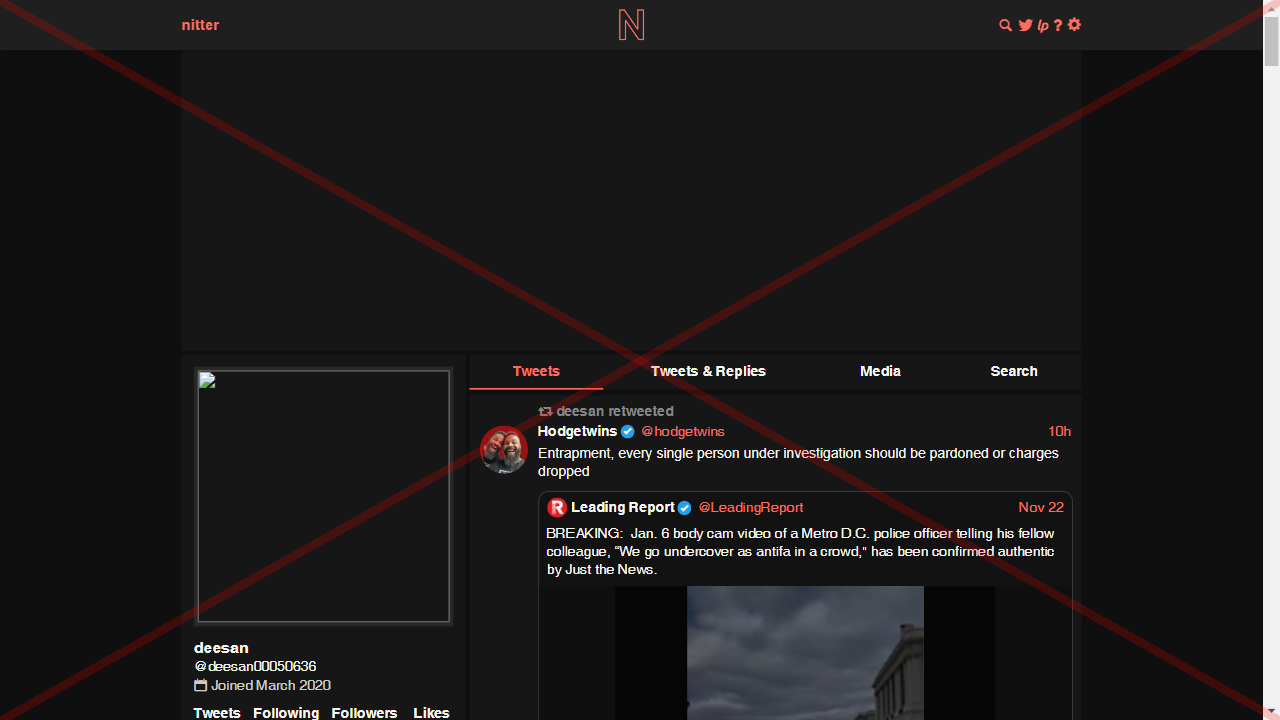 nitter
N
lp ?
Tweets Tweets & Replies Media Search
deesan retweeted
Hodgetwins @hodgetwins 10h
Entrapment, every single person under investigation should be pardoned or charges
dropped
R Leading Report @LeadingReport Nov 22
BREAKING: Jan. 6 body cam video of a Metro D.C. police officer telling his fellow
colleague, “We go undercover as antifa in a crowd,” has been confirmed authentic
by Just the News.
deesan
@deesan00050636
Joined March 2020
Tweets Following Followers Likes